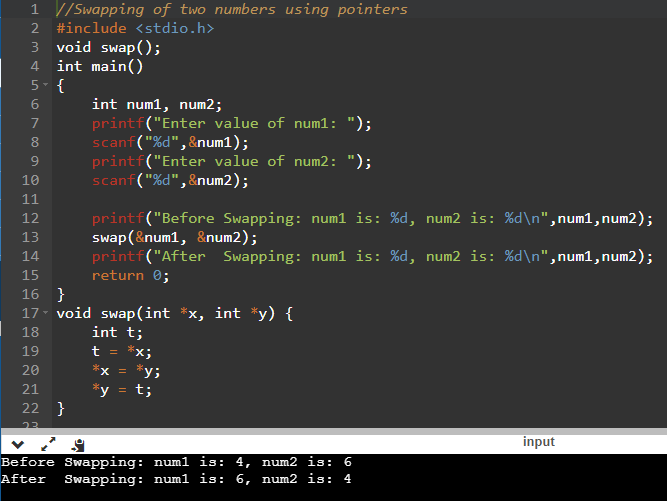 1 //Swapping of two numbers using pointers
2 #include <stdio.h>
3 void swap();
4 int main()
5 {
6     int num1, num2;
7     printf("Enter value of num1: ");
8     scanf("%d",&num1);
9     printf("Enter value of num2: ");
10     scanf("%d",&num2);
11
12     printf("Before Swapping: num1 is: %d, num2 is: %d\n",num1,num2);
13     swap(&num1, &num2);
14     printf("After  Swapping: num1 is: %d, num2 is: %d\n",num1,num2);
15     return 0;
16 }
17 void swap(int *x, int *y) {
18     int t;
19     t = *x;
20     *x = *y;
21     *y = t;
22 }
23
input
Before Swapping: num1 is: 4, num2 is: 6
After  Swapping: num1 is: 6, num2 is: 4